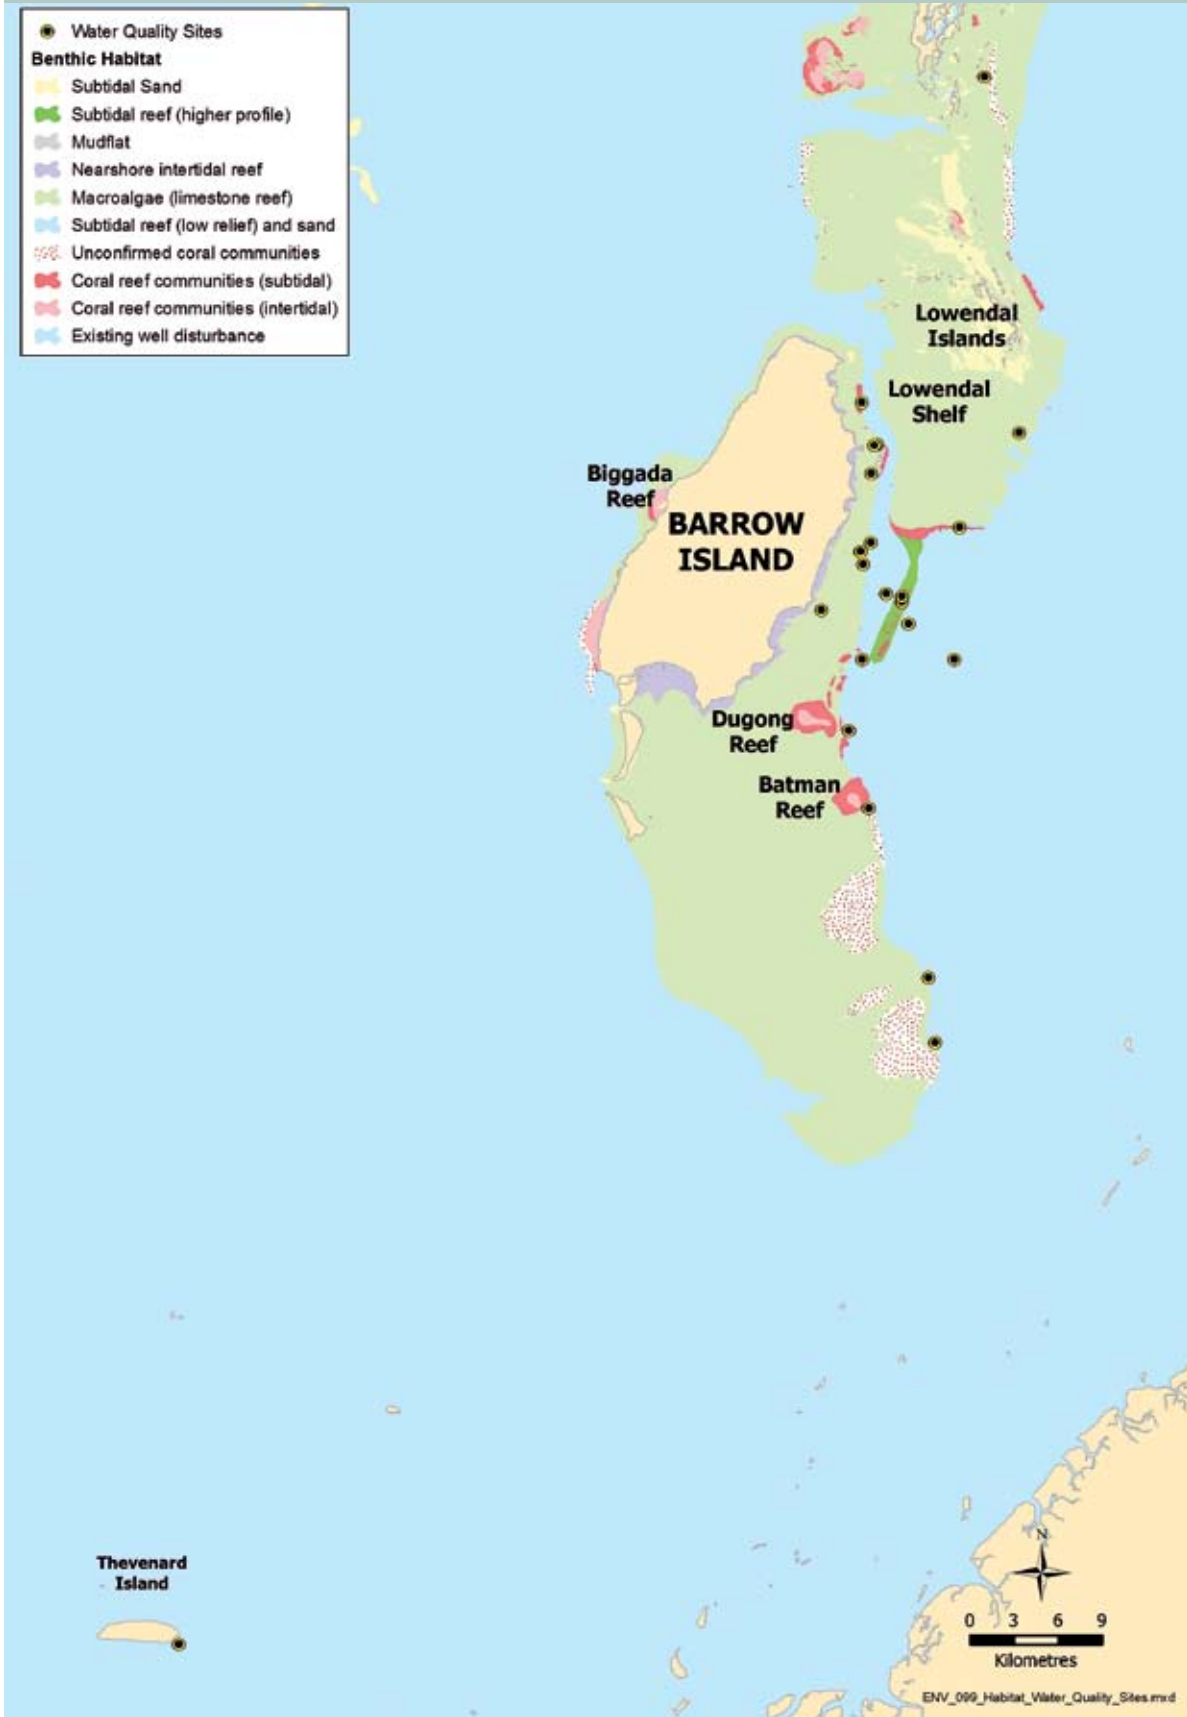 Water Quality Sites
Benthic Habitat
Subtidal Sand
Subtidal reef (higher profile)
Mudflat
Nearshore intertidal reef
Macroalgae (limestone reef)
Subtidal reef (low relief) and sand
Unconfirmed coral communities
Coral reef communities (subtidal)
Coral reef communities (intertidal)
Existing well disturbance
Lowendal
Islands
Lowendal
Shelf
Biggada
Reef
BARROW
ISLAND
Dugong
Reef
Batman
Reef
Thevenard
Island
N
0 3 6 9
Kilometres
ENV_099_Habitat_Water_Quality_Sites.mxd